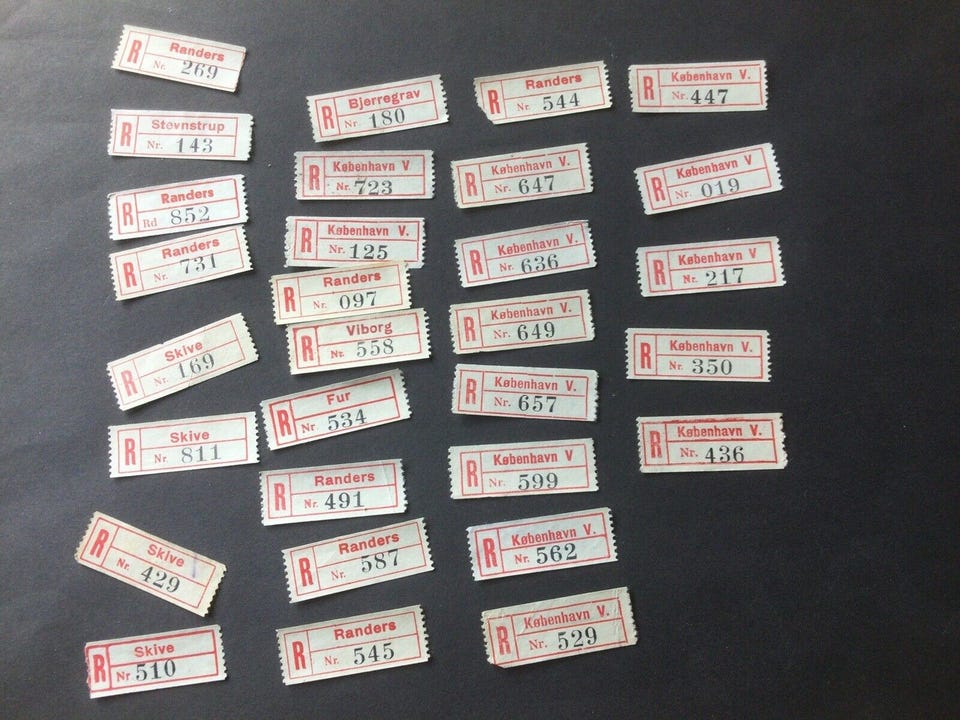 R Randers
Nr. 269
R Stevnstrup
Nr. 143
R Randers
Rd 852
R Randers
Nr. 731
R Skive
Nr. 169
R Skive
Nr. 811
R Skive
Nr. 429
R Skive
Nr 510
R Bjerregrav
Nr. 180
R København V
Nr. 723
R København V.
Nr. 125
R Randers
Nr. 097
R Viborg
Nr. 558
R Fur
Nr. 534
R Randers
Nr. 491
R Randers
Nr. 587
R Randers
Nr. 545
R Randers
Nr. 544
R København V.
Nr. 647
R København V.
Nr. 636
R København V.
Nr. 649
R København V.
Nr. 657
R København V.
Nr. 599
R København V.
Nr. 562
R København V.
Nr. 529
R København V.
Nr. 447
R København V
Nr. 019
R København V
Nr. 217
R København V.
Nr. 350
R København V.
Nr. 436